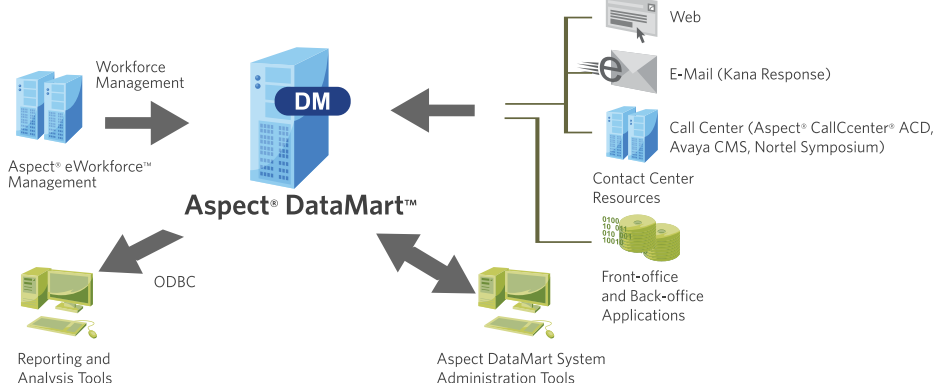 Web
Workforce
Management
E-Mail (Kana Response)
e
DM
Call Center (Aspect® CallCcenter® ACD,
Avaya CMS, Nortel Symposium)
Aspect® eWorkforce™
Management
Contact Center
Resources
Aspect® DataMart™
0100
10 011
010 001
10010
ODBC
Front-office
and Back-office
Applications
Reporting and
Analysis Tools
Aspect DataMart System
Administration Tools